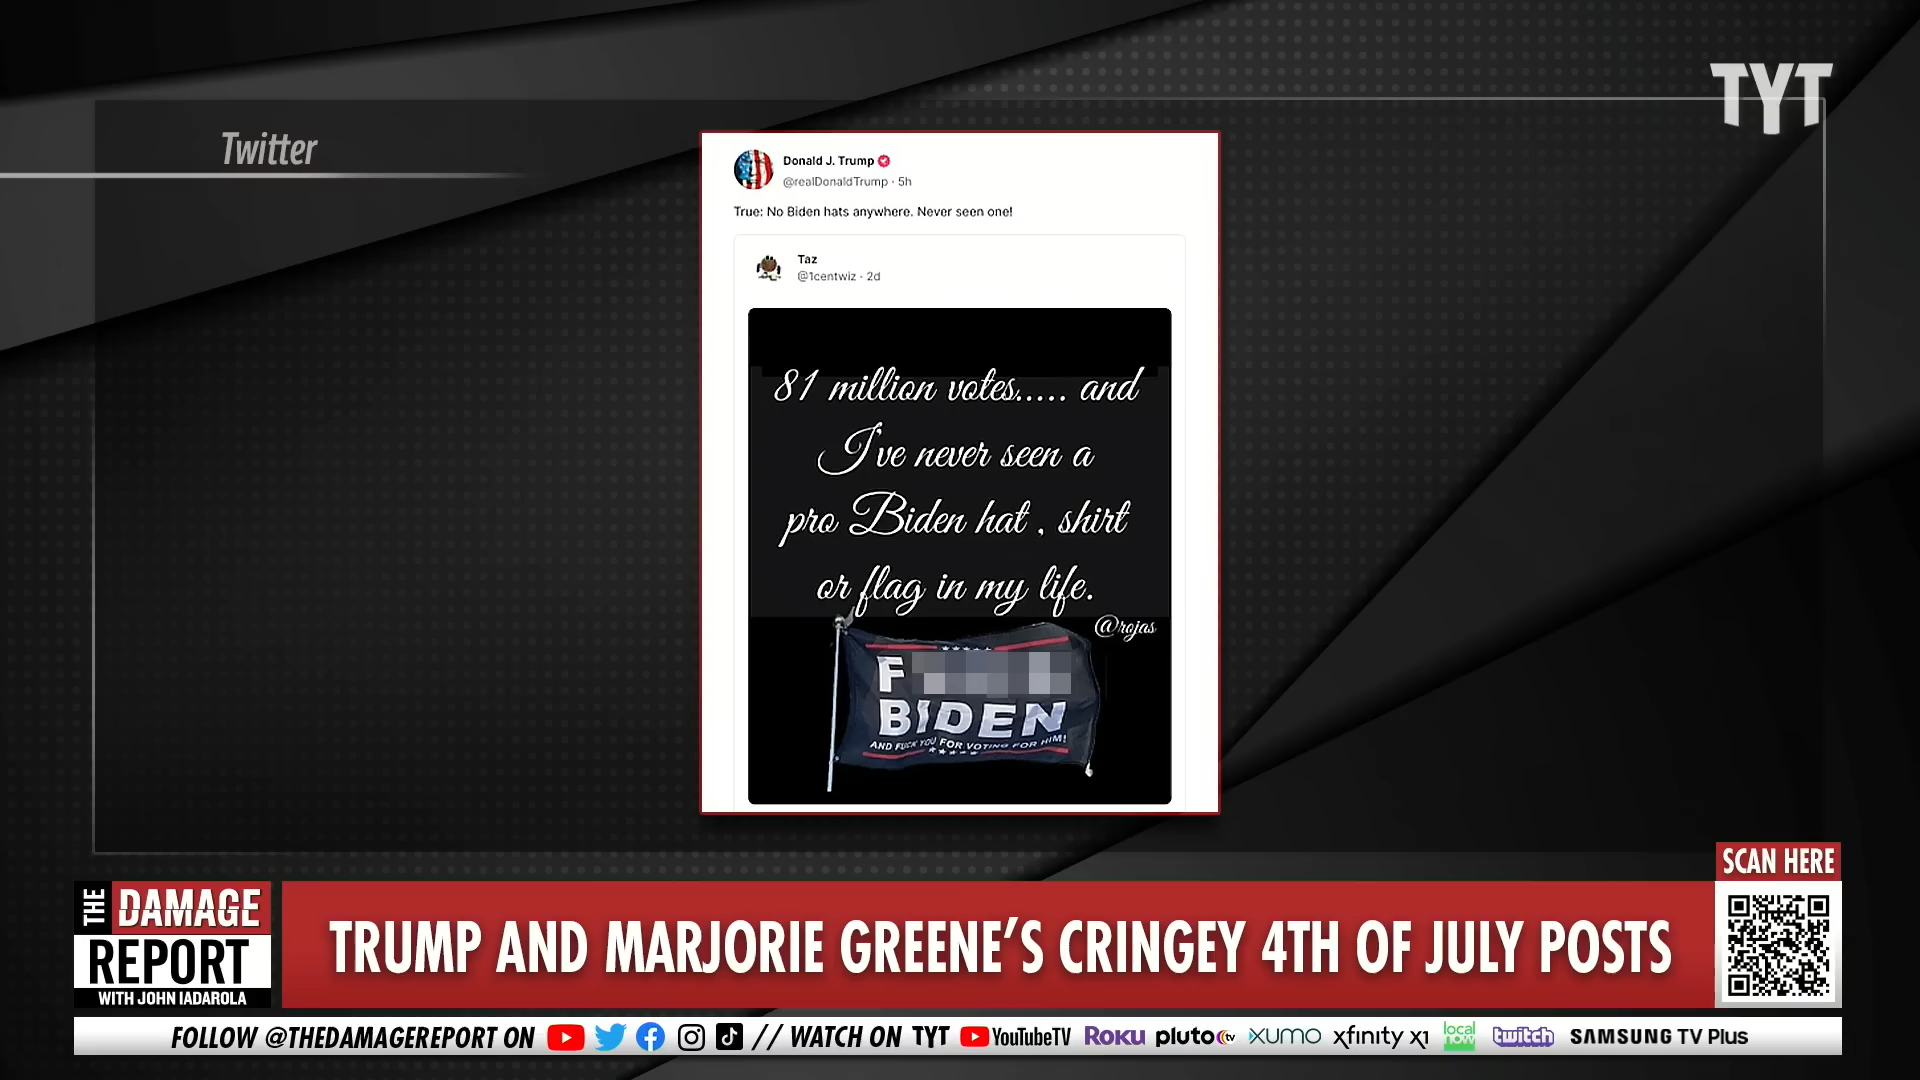 TYT
Twitter
Donald J. Trump
@realDonaldTrump · 5h
True: No Biden hats anywhere. Never seen one!
Taz
@1centwiz · 2d
81 million votes..... and
I've never seen a
pro Biden hat , shirt
or flag in my life.
@rojas
F
BIDEN
AND FUCK YOU FOR VOTING FOR HIM!
SCAN HERE
THE DAMAGE
REPORT
WITH JOHN IADAROLA
TRUMP AND MARJORIE GREENE'S CRINGEY 4TH OF JULY POSTS
FOLLOW @THEDAMAGEREPORT ON // WATCH ON TYT YouTubeTV ROKU pluto tv XUMO xfinity X1 local now twitch SAMSUNG TV Plus